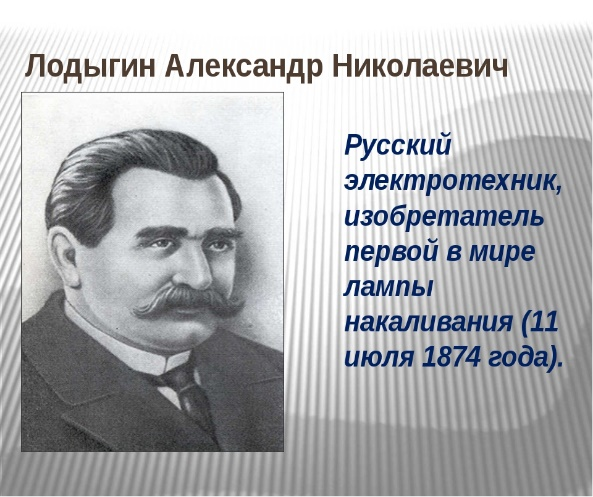 Лодыгин Александр Николаевич
Русский
электротехник,
изобретатель
первой в мире
лампы
накаливания (11
июля 1874 года).